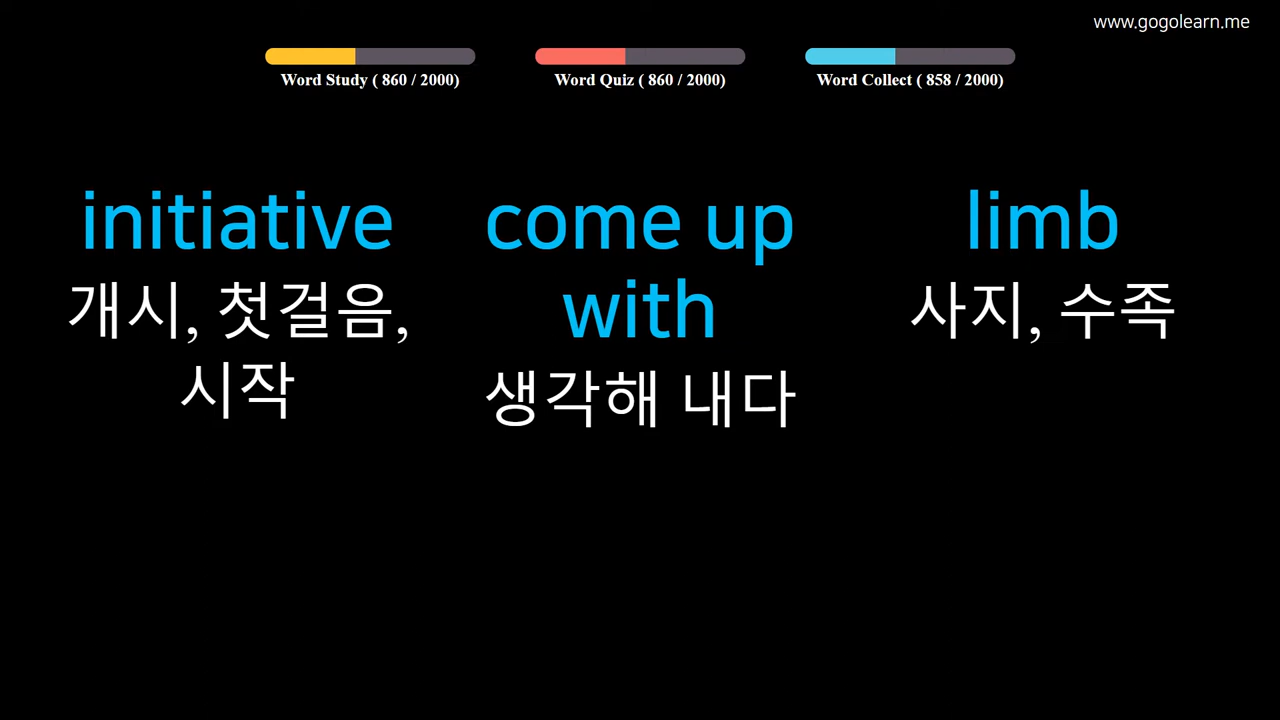 www.gogolearn.me
Word Study ( 860 / 2000)
Word Quiz ( 860 / 2000)
Word Collect ( 858 / 2000)
initiative
개시, 첫걸음,
시작
come up
with
생각해 내다
limb
사지, 수족